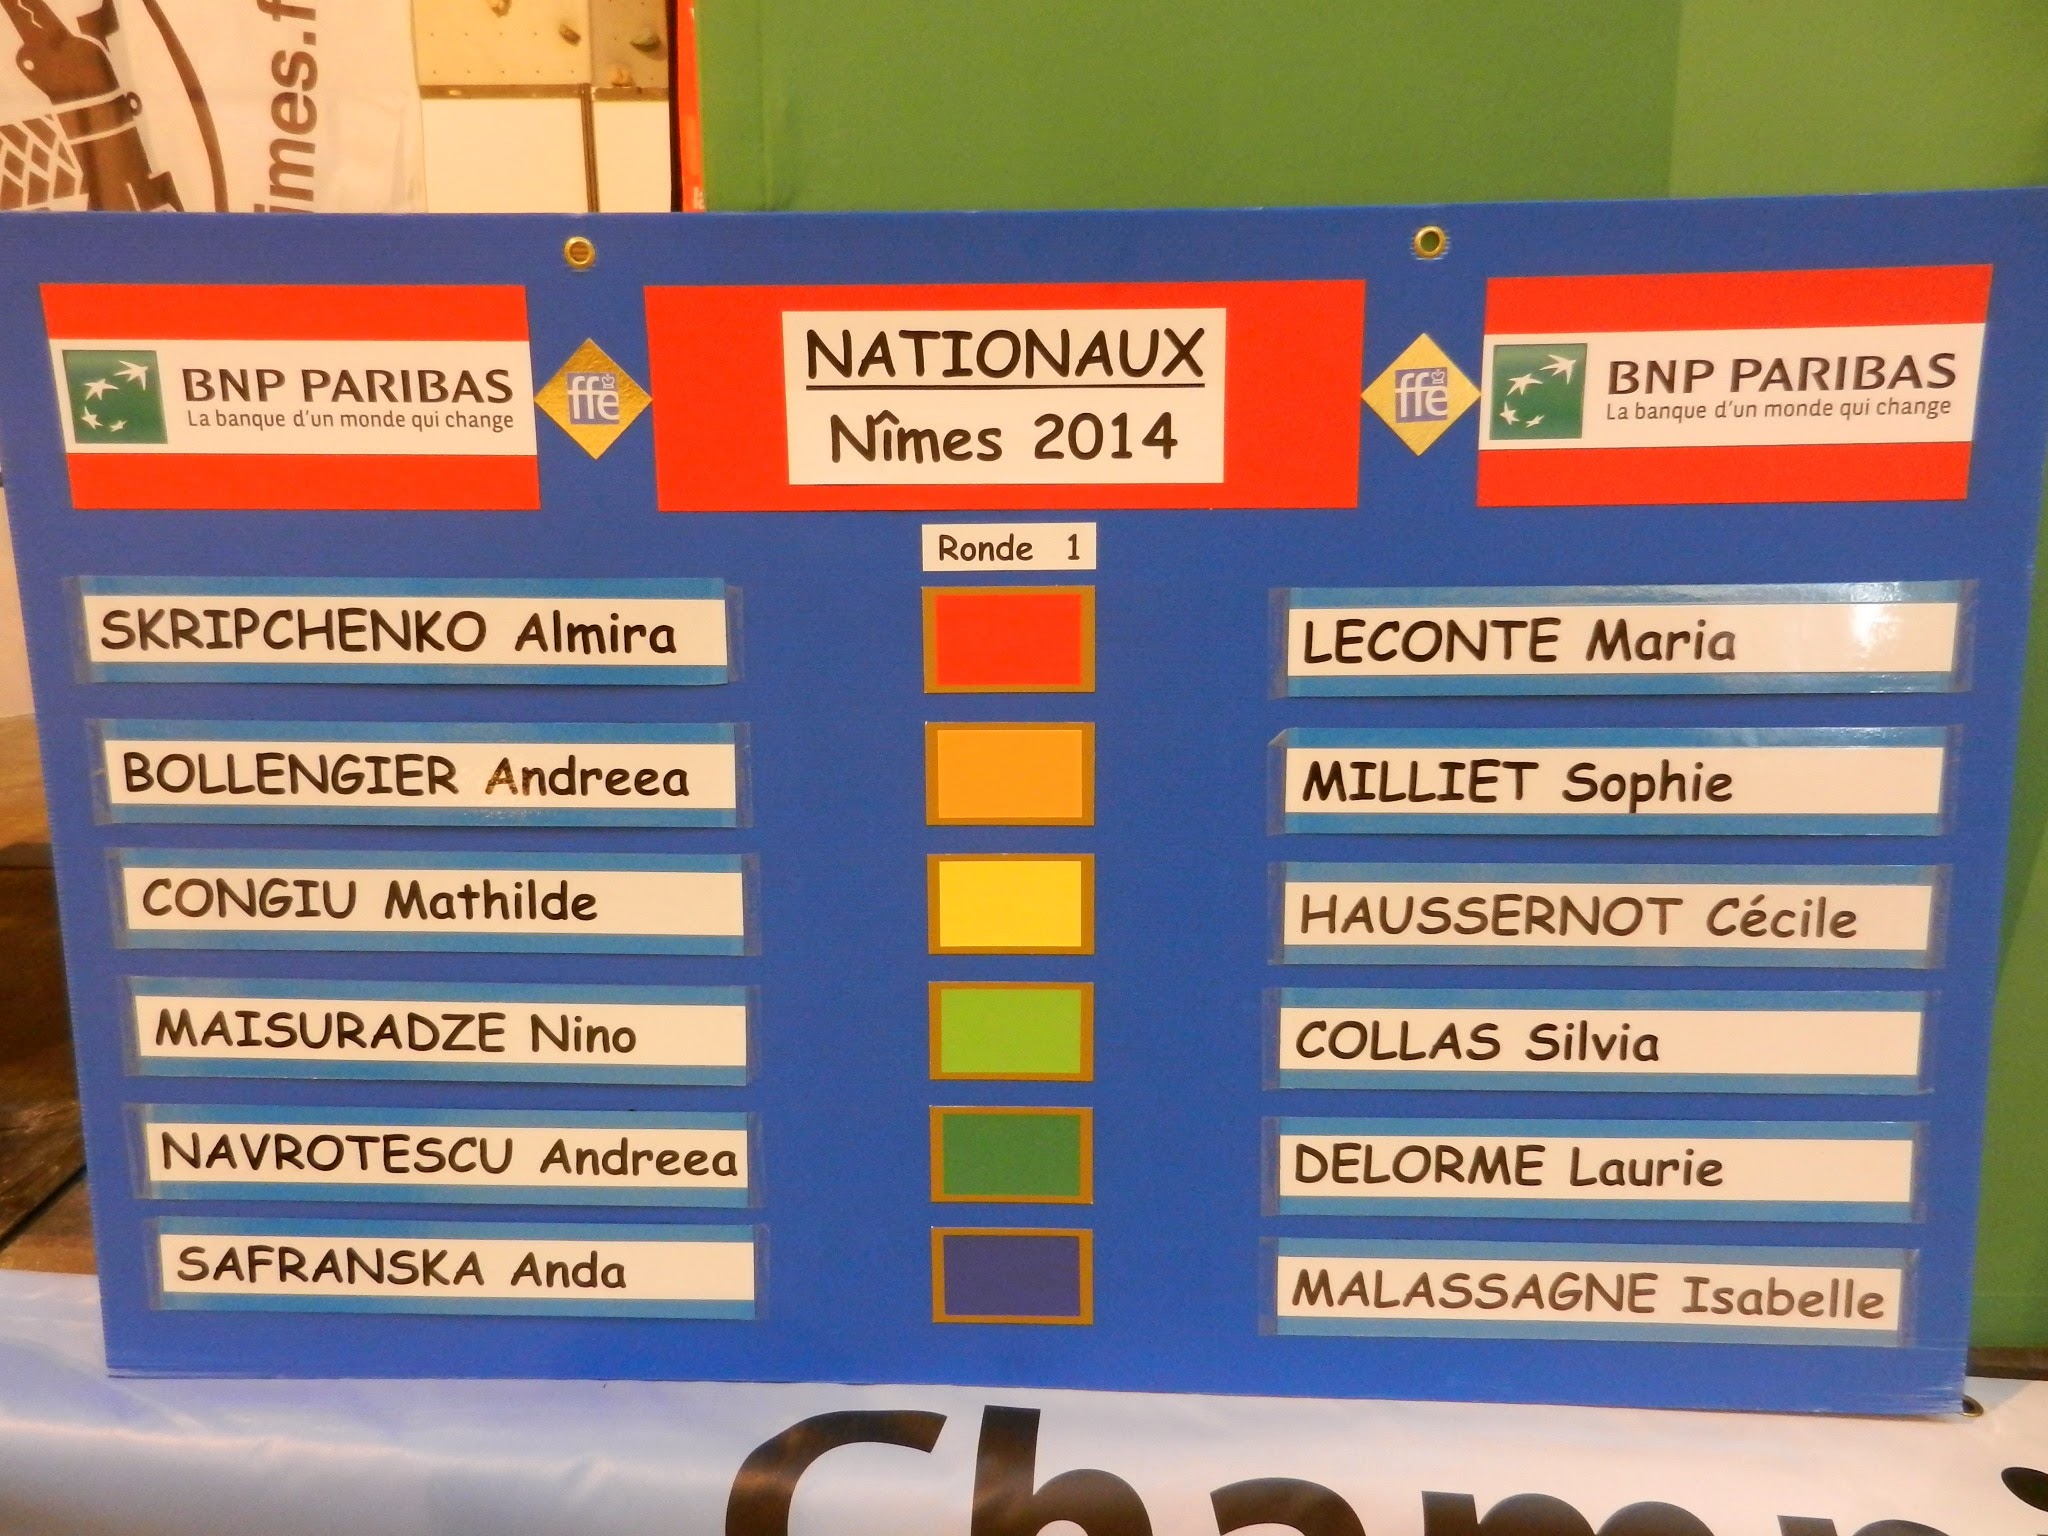 imes.f
BNP PARIBAS
La banque d'un monde qui change
ffe
NATIONAUX
Nîmes 2014
ffe
BNP PARIBAS
La banque d'un monde qui change
Ronde 1
SKRIPCHENKO Almira
LECONTE Maria
BOLLENGIER Andreea
MILLIET Sophie
CONGIU Mathilde
HAUSSERNOT Cécile
MAISURADZE Nino
COLLAS Silvia
NAVROTESCU Andreea
DELORME Laurie
SAFRANSKA Anda
MALASSAGNE Isabelle
Champi